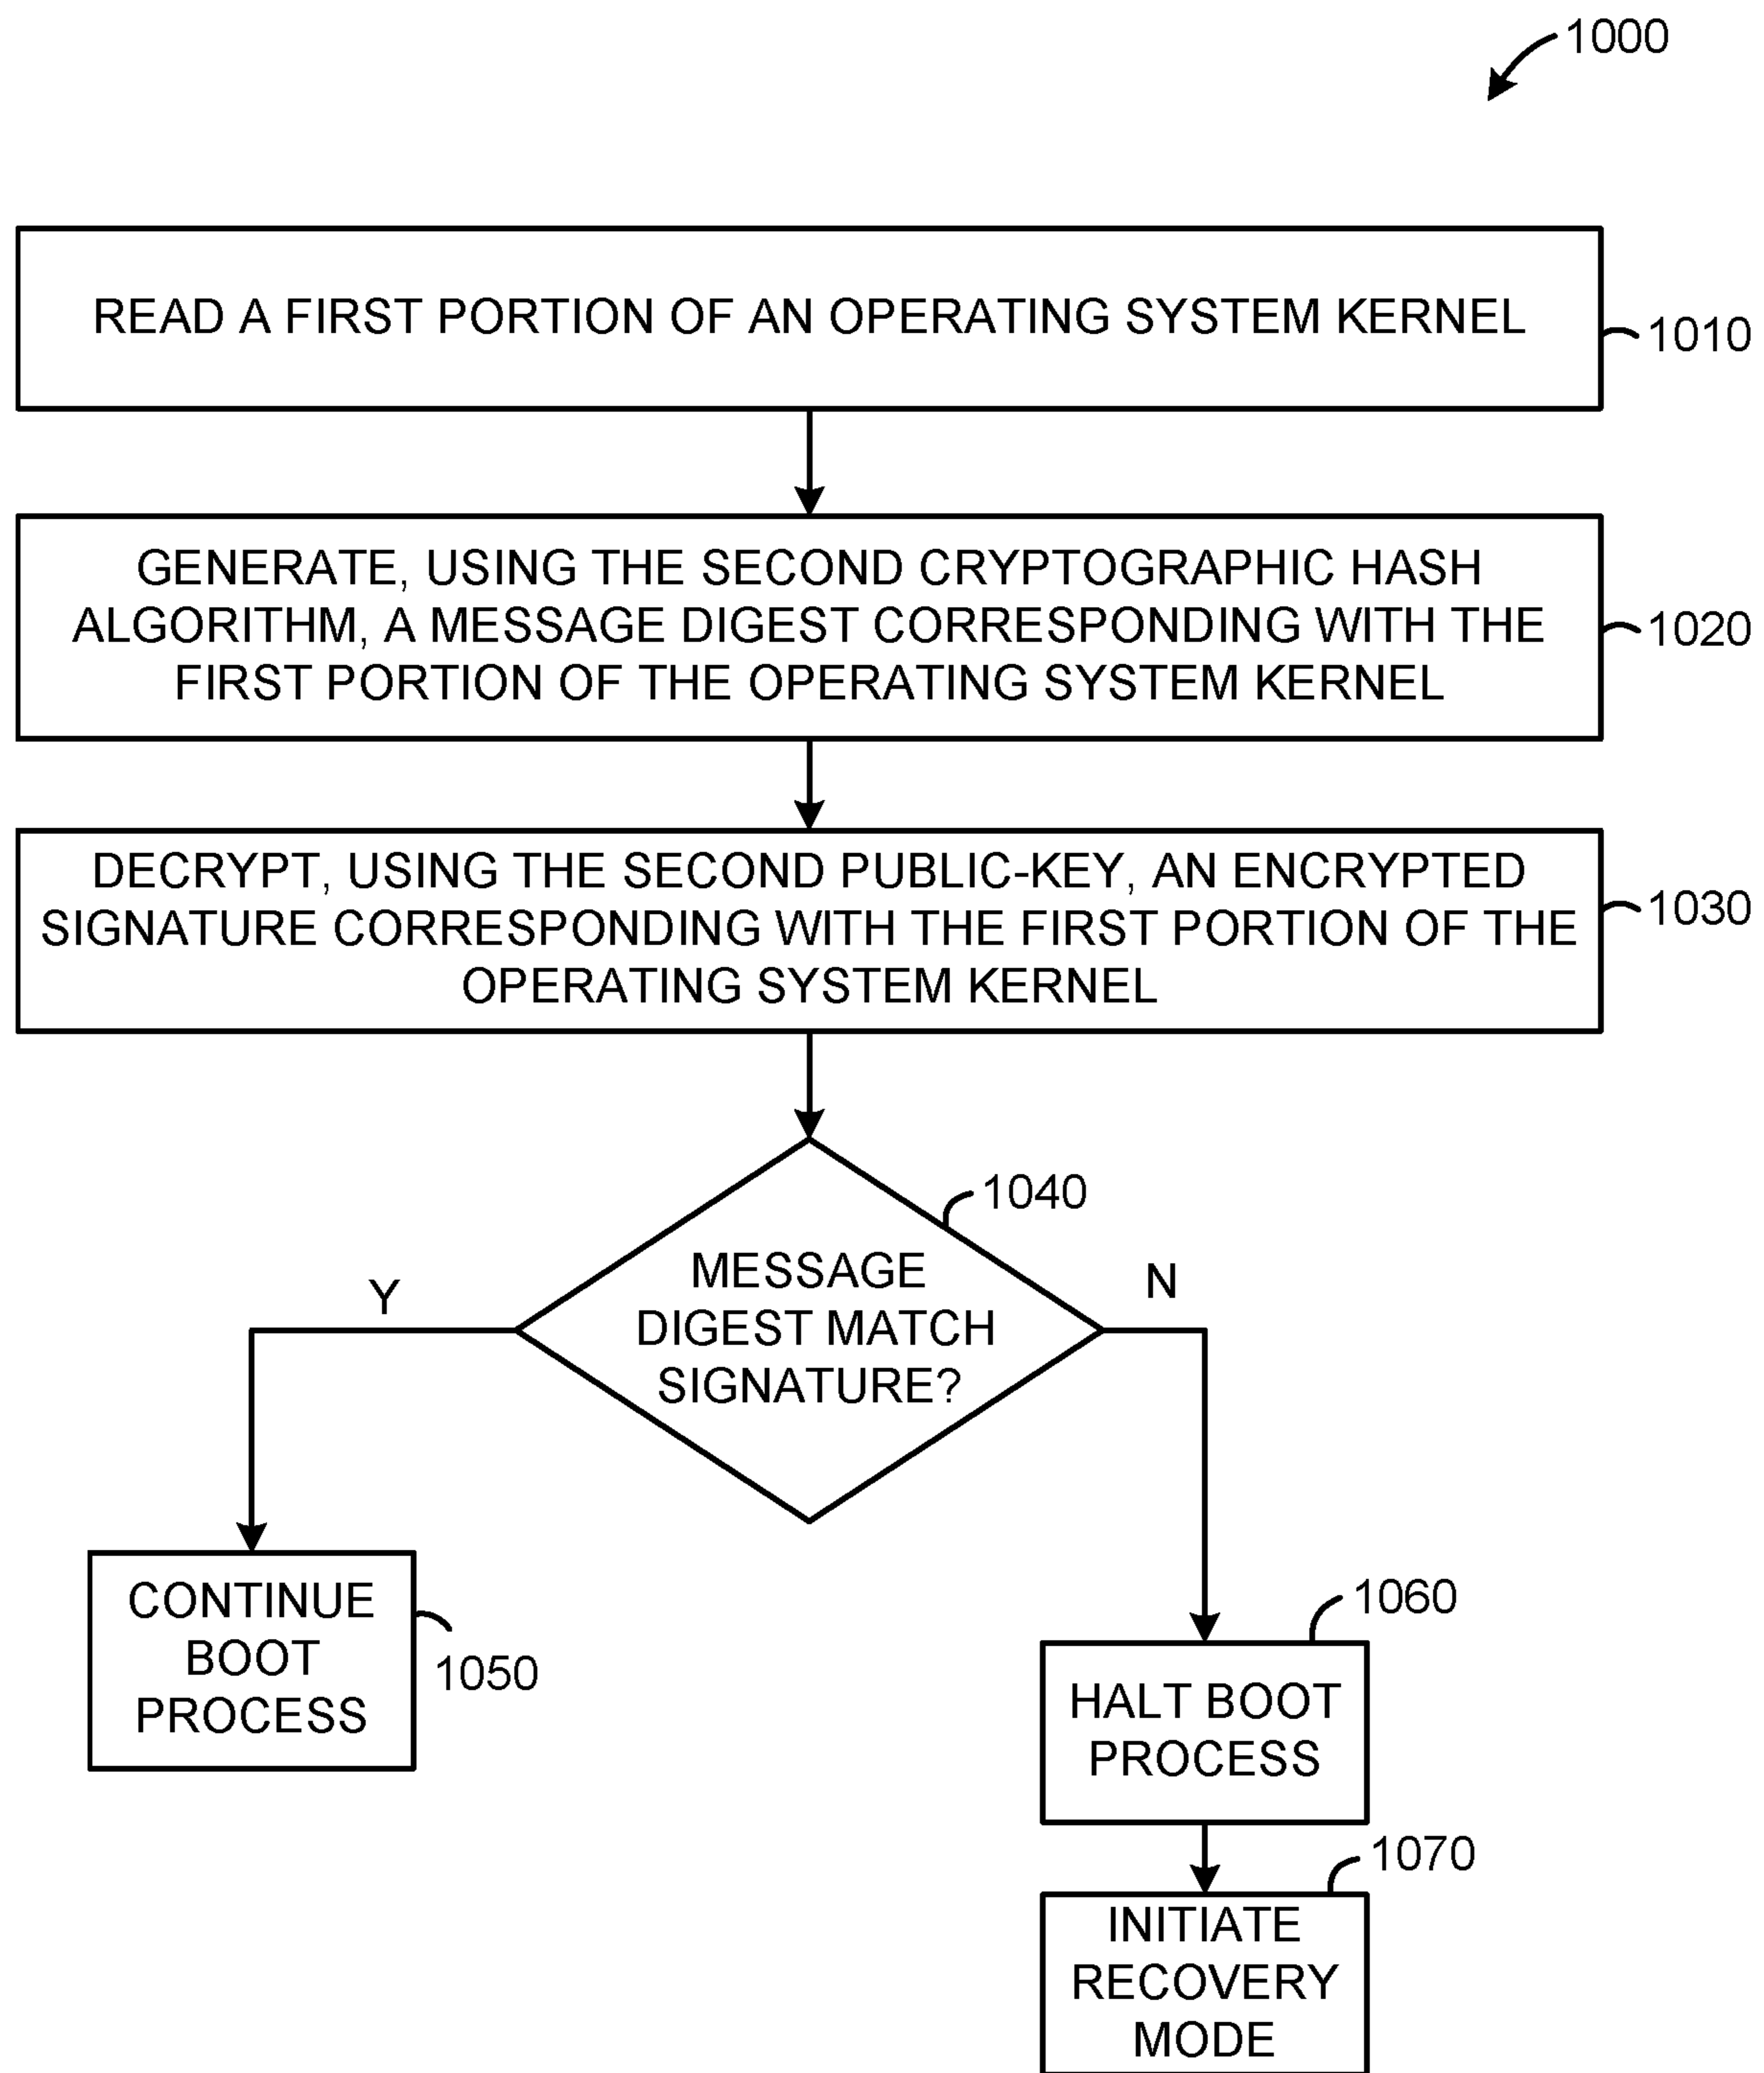 1000
READ A FIRST PORTION OF AN OPERATING SYSTEM KERNEL
1010
GENERATE, USING THE SECOND CRYPTOGRAPHIC HASH
ALGORITHM, A MESSAGE DIGEST CORRESPONDING WITH THE
FIRST PORTION OF THE OPERATING SYSTEM KERNEL
1020
DECRYPT, USING THE SECOND PUBLIC-KEY, AN ENCRYPTED
SIGNATURE CORRESPONDING WITH THE FIRST PORTION OF THE
OPERATING SYSTEM KERNEL
1030
1040
MESSAGE
DIGEST MATCH
SIGNATURE?
Y
N
CONTINUE
BOOT
PROCESS
1050
1060
HALT BOOT
PROCESS
1070
INITIATE
RECOVERY
MODE